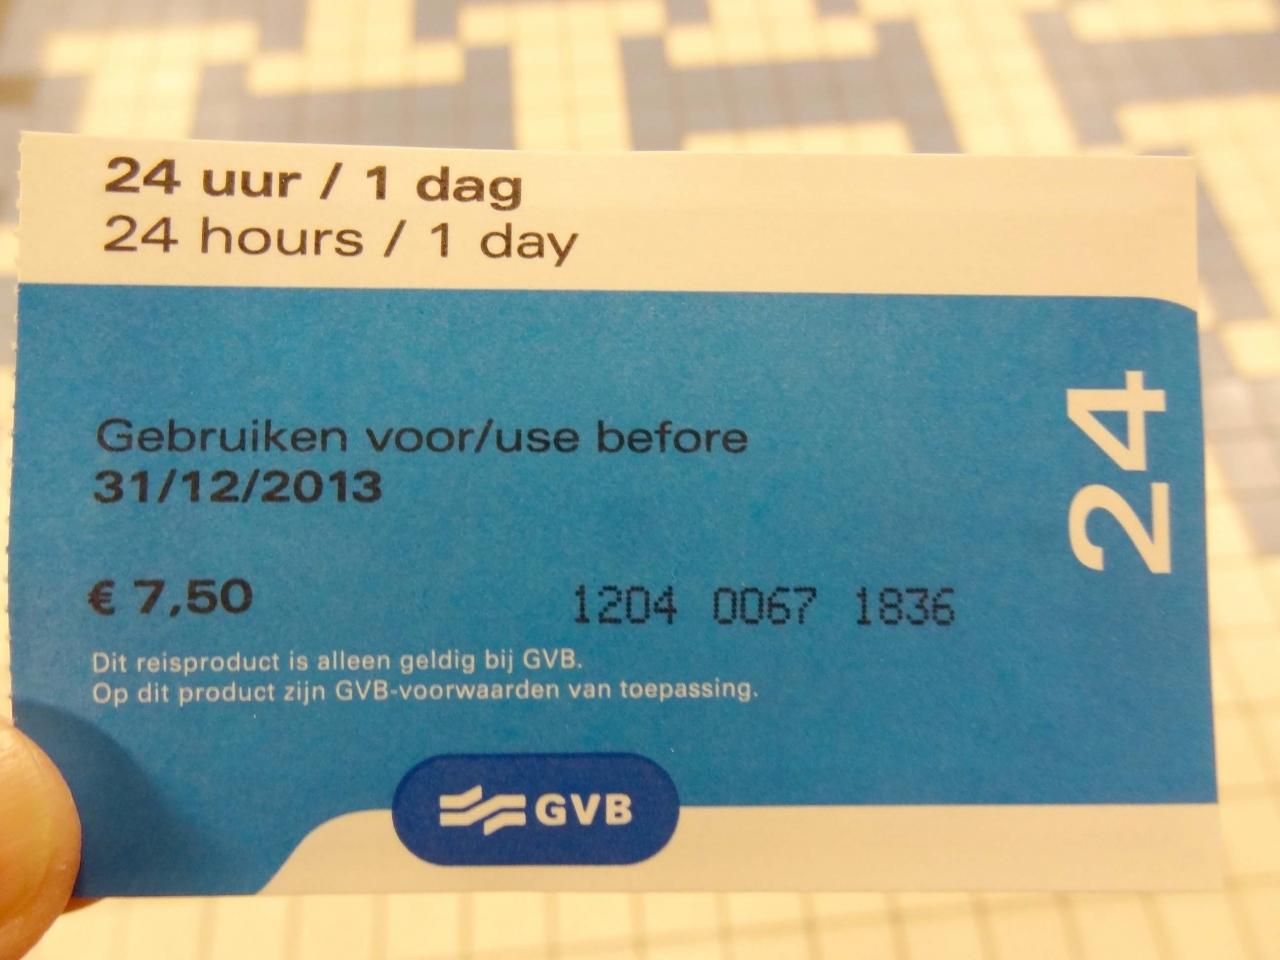 24 uur / 1 dag
24 hours / 1 day
Gebruiken voor/use before
31/12/2013
24
€ 7,50
1204 0067 1836
Dit reisproduct is alleen geldig bij GVB.
Op dit product zijn GVB-voorwaarden van toepassing.
GVB